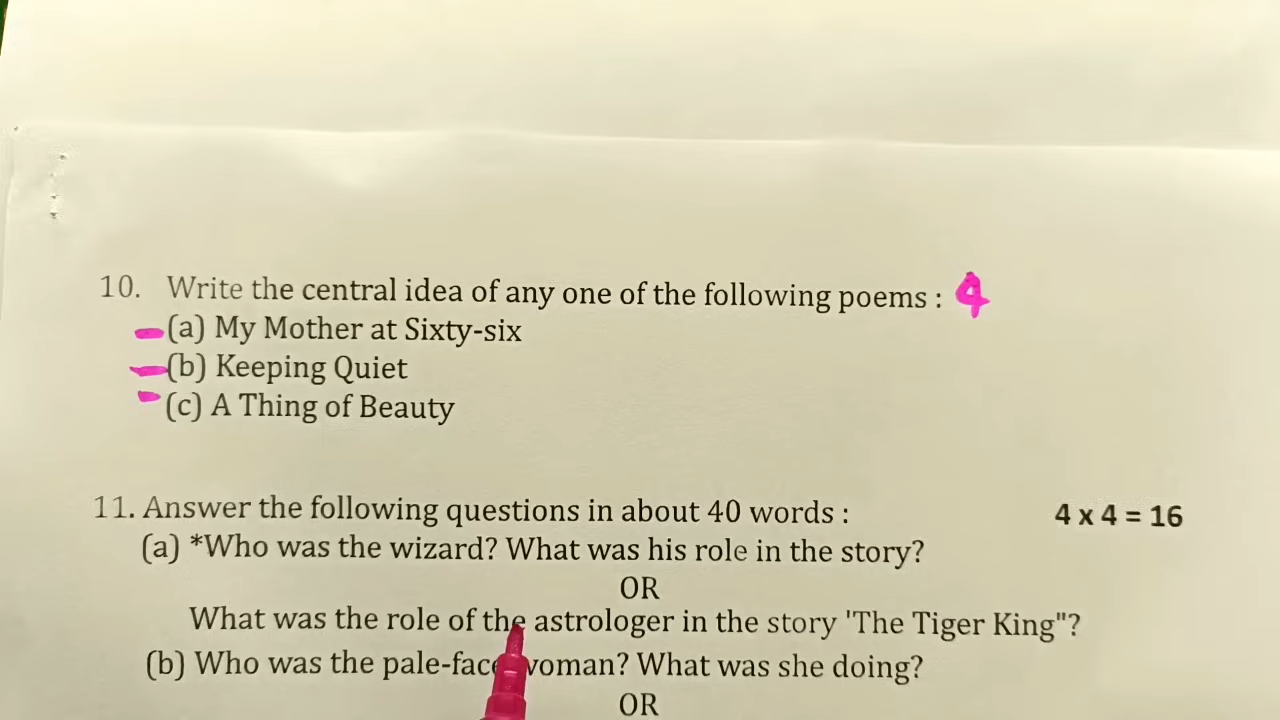 10. Write the central idea of any one of the following poems : 4
(a) My Mother at Sixty-six
(b) Keeping Quiet
(c) A Thing of Beauty
11. Answer the following questions in about 40 words : 4 x 4 = 16
(a) *Who was the wizard? What was his role in the story?
OR
What was the role of the astrologer in the story 'The Tiger King"?
(b) Who was the pale-face woman? What was she doing?
OR